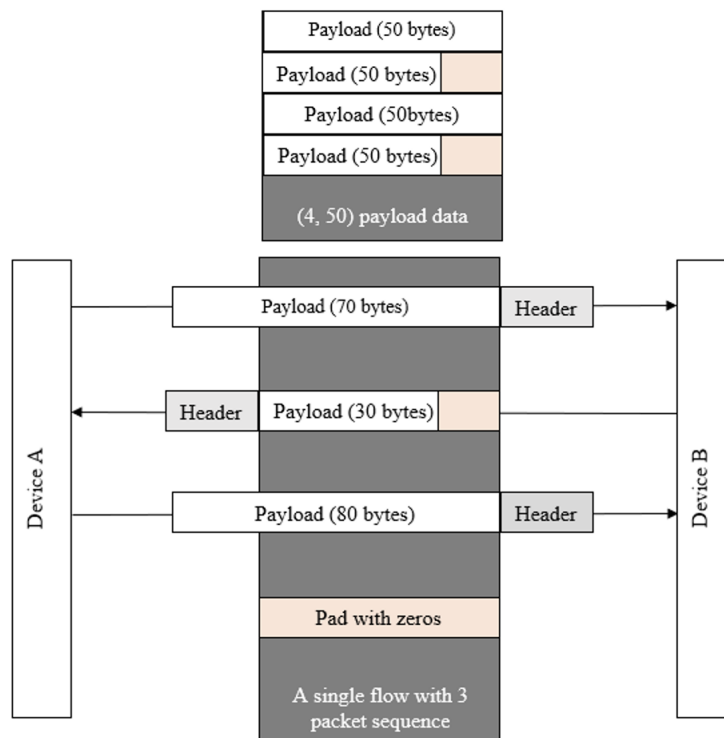 Payload (50 bytes)
Payload (50 bytes)
Payload (50bytes)
Payload (50 bytes)
(4, 50) payload data
Device A
Payload (70 bytes)
Header
Header
Payload (30 bytes)
Payload (80 bytes)
Header
Device B
Pad with zeros
A single flow with 3
packet sequence